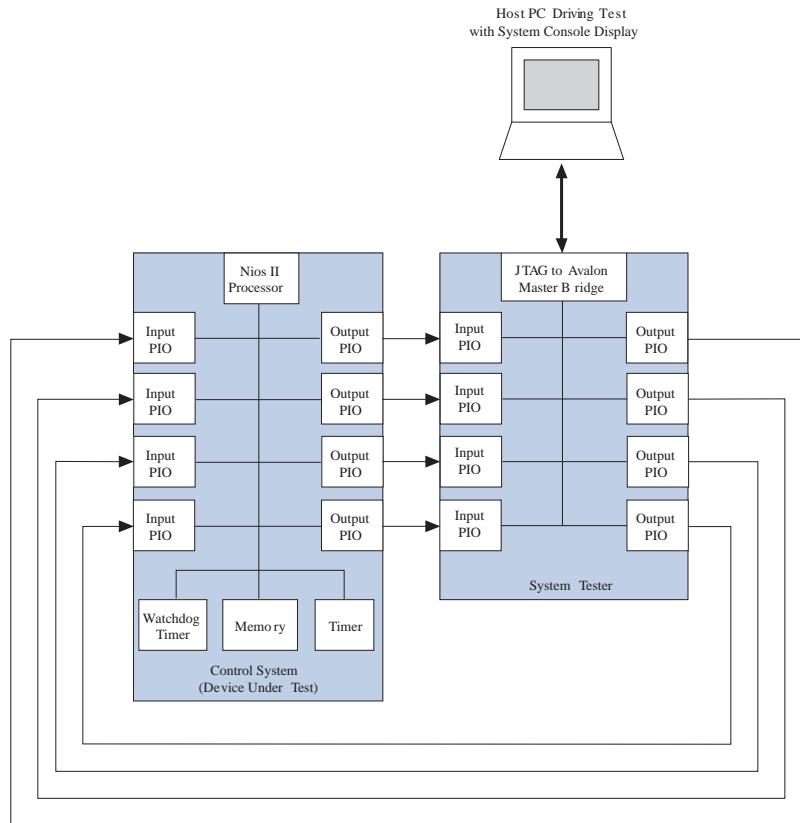 Host PC Driving Test
with System Console Display
Nios II
Processor
JTAG to Avalon
Master B ridge
Input
PIO
Output
PIO
Input
PIO
Output
PIO
Input
PIO
Output
PIO
Input
PIO
Output
PIO
Input
PIO
Output
PIO
Input
PIO
Output
PIO
Input
PIO
Output
PIO
Input
PIO
Output
PIO
System Tester
Watchdog
Timer
Memory
Timer
Control System
(Device Under Test)